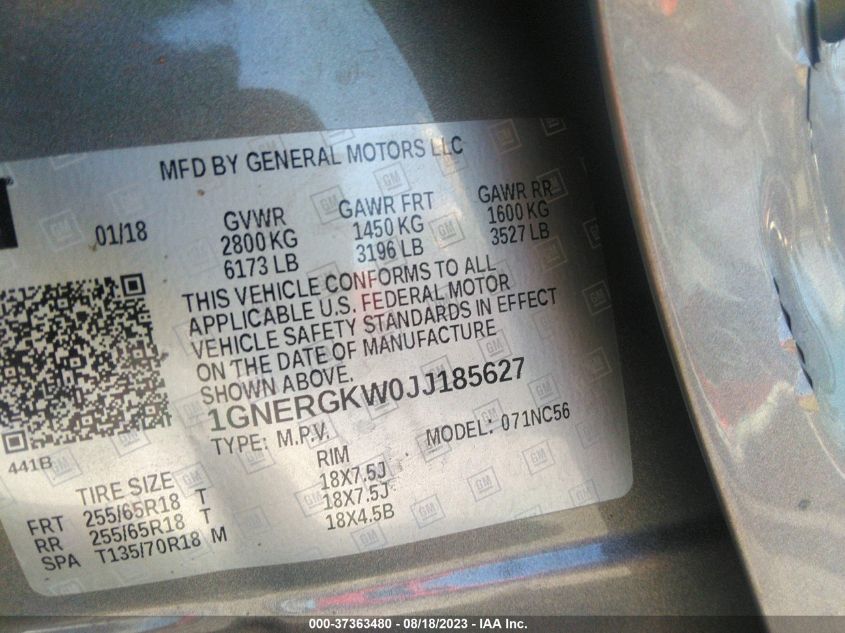 MFD BY GENERAL MOTORS LLC
01/18 GVWR GAWR FRT GAWR RR
2800 KG 1450 KG 1600 KG
6173 LB 3196 LB 3527 LB
THIS VEHICLE CONFORMS TO ALL
APPLICABLE U.S. FEDERAL MOTOR
VEHICLE SAFETY STANDARDS IN EFFECT
ON THE DATE OF MANUFACTURE
SHOWN ABOVE.
1GNERGKW0JJ185627
TYPE: M.P.V. MODEL: 071NC56
441B
TIRE SIZE RIM
FRT 255/65R18 T 18X7.5J
RR 255/65R18 T 18X7.5J
SPA T135/70R18 M 18X4.5B
000-37363480 - 08/18/2023 - IAA Inc.